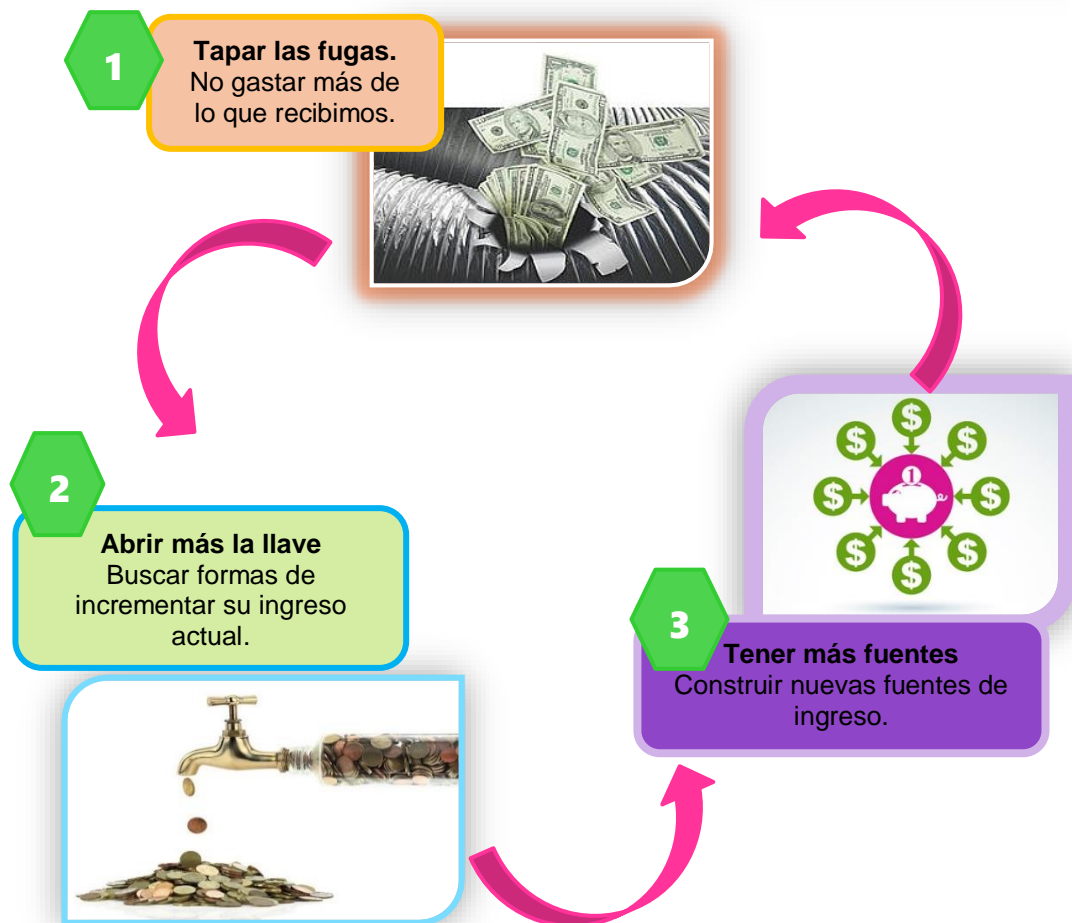 1
Tapar las fugas.
No gastar más de
lo que recibimos.
2
Abrir más la llave
Buscar formas de
incrementar su ingreso
actual.
3
Tener más fuentes
Construir nuevas fuentes de
ingreso.
$
$
$
$
$
$
$
$
1